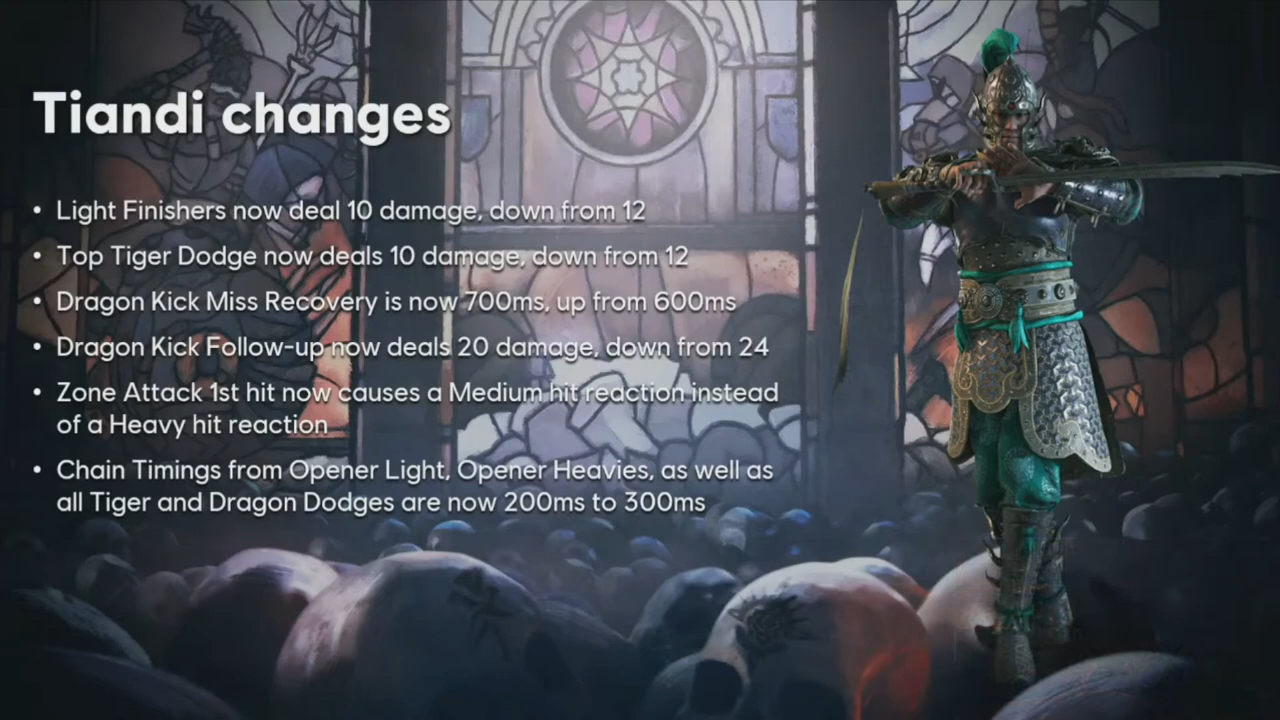 Tiandi changes
• Light Finishers now deal 10 damage, down from 12
• Top Tiger Dodge now deals 10 damage, down from 12
• Dragon Kick Miss Recovery is now 700ms, up from 600ms
• Dragon Kick Follow-up now deals 20 damage, down from 24
• Zone Attack 1st hit now causes a Medium hit reaction instead
of a Heavy hit reaction
• Chain Timings from Opener Light, Opener Heavies, as well as
all Tiger and Dragon Dodges are now 200ms to 300ms